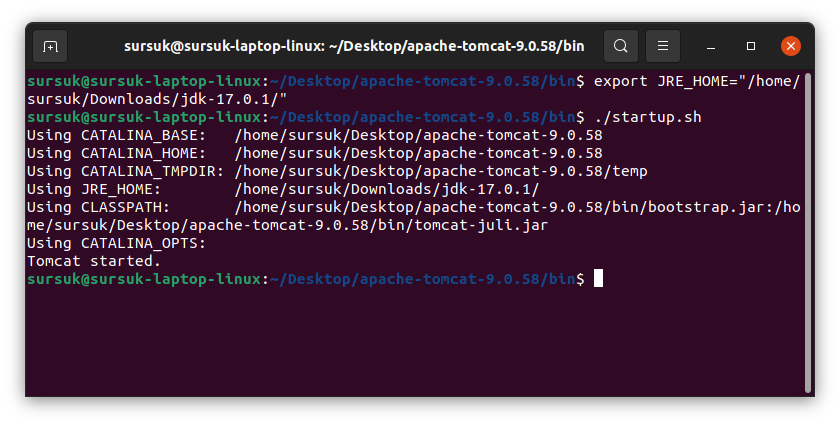 sursuk@sursuk-laptop-linux: ~/Desktop/apache-tomcat-9.0.58/bin
sursuk@sursuk-laptop-linux:~/Desktop/apache-tomcat-9.0.58/bin$ export JRE_HOME="/home/
sursuk/Downloads/jdk-17.0.1/"
sursuk@sursuk-laptop-linux:~/Desktop/apache-tomcat-9.0.58/bin$ ./startup.sh
Using CATALINA_BASE:   /home/sursuk/Desktop/apache-tomcat-9.0.58
Using CATALINA_HOME:   /home/sursuk/Desktop/apache-tomcat-9.0.58
Using CATALINA_TMPDIR: /home/sursuk/Desktop/apache-tomcat-9.0.58/temp
Using JRE_HOME:        /home/sursuk/Downloads/jdk-17.0.1/
Using CLASSPATH:       /home/sursuk/Desktop/apache-tomcat-9.0.58/bin/bootstrap.jar:/ho
me/sursuk/Desktop/apache-tomcat-9.0.58/bin/tomcat-juli.jar
Using CATALINA_OPTS:
Tomcat started.
sursuk@sursuk-laptop-linux:~/Desktop/apache-tomcat-9.0.58/bin$